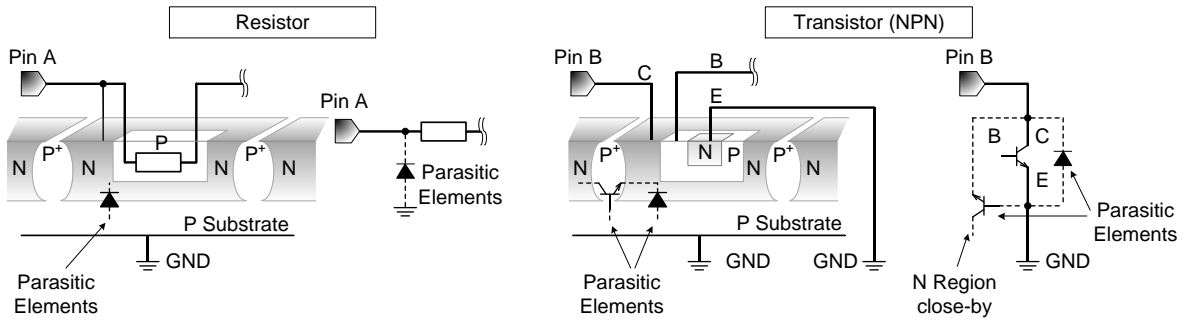 Resistor
Transistor (NPN)
Pin A
Pin B
Pin B
C
B
E
Pin A
N
P+
N
P
N
P+
N
Parasitic
Elements
P Substrate
GND
Parasitic
Elements
N
P+
N
P
P+
N
N
P Substrate
GND
GND
Parasitic
Elements
B
C
E
Parasitic
Elements
GND
N Region
close-by